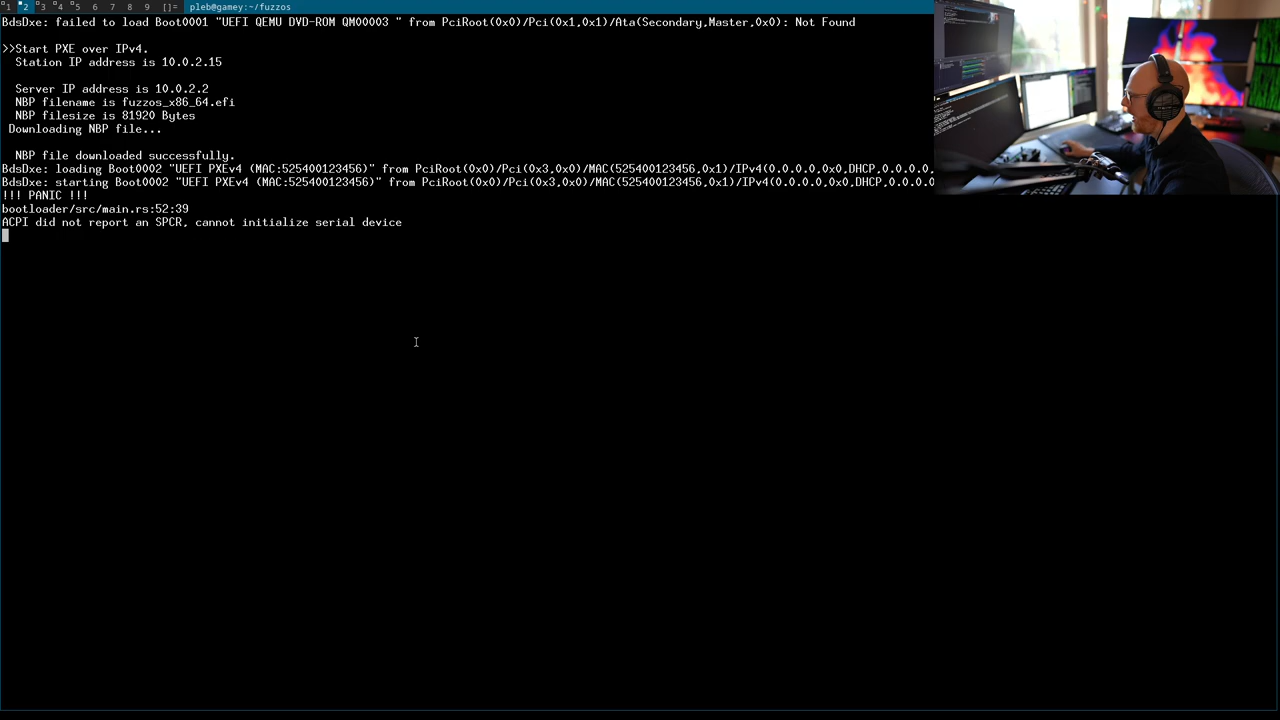 1 2 3 4 5 6 7 8 9 []= pleb@gamey:~/fuzzos
BdsDxe: failed to load Boot0001 "UEFI QEMU DVD-ROM QM00003 " from PciRoot(0x0)/Pci(0x1,0x1)/Ata(Secondary,Master,0x0): Not Found
>>Start PXE over IPv4.
Station IP address is 10.0.2.15
Server IP address is 10.0.2.2
NBP filename is fuzzos_x86_64.efi
NBP filesize is 81920 Bytes
Downloading NBP file...
NBP file downloaded successfully.
BdsDxe: loading Boot0002 "UEFI PXEv4 (MAC:525400123456)" from PciRoot(0x0)/Pci(0x3,0x0)/MAC(525400123456,0x1)/IPv4(0.0.0.0,0x0,DHCP,0.0.0.0,
BdsDxe: starting Boot0002 "UEFI PXEv4 (MAC:525400123456)" from PciRoot(0x0)/Pci(0x3,0x0)/MAC(525400123456,0x1)/IPv4(0.0.0.0,0x0,DHCP,0.0.0.0
!!! PANIC !!!
bootloader/src/main.rs:52:39
ACPI did not report an SPCR, cannot initialize serial device